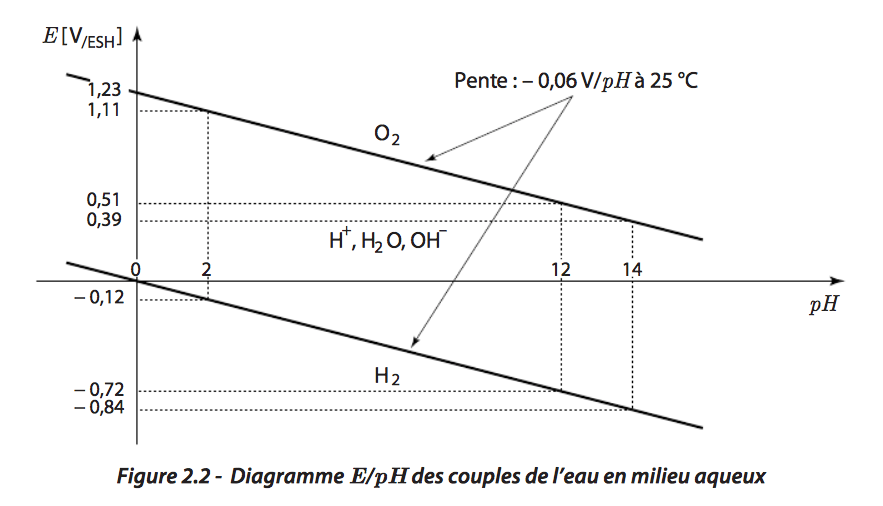 E [V/ESH]
Pente : – 0,06 V/pH à 25 °C
1,23
1,11
O2
0,51
0,39
H+, H2O, OH–
0 2 12 14
– 0,12
pH
H2
– 0,72
– 0,84
Figure 2.2 - Diagramme E/pH des couples de l’eau en milieu aqueux